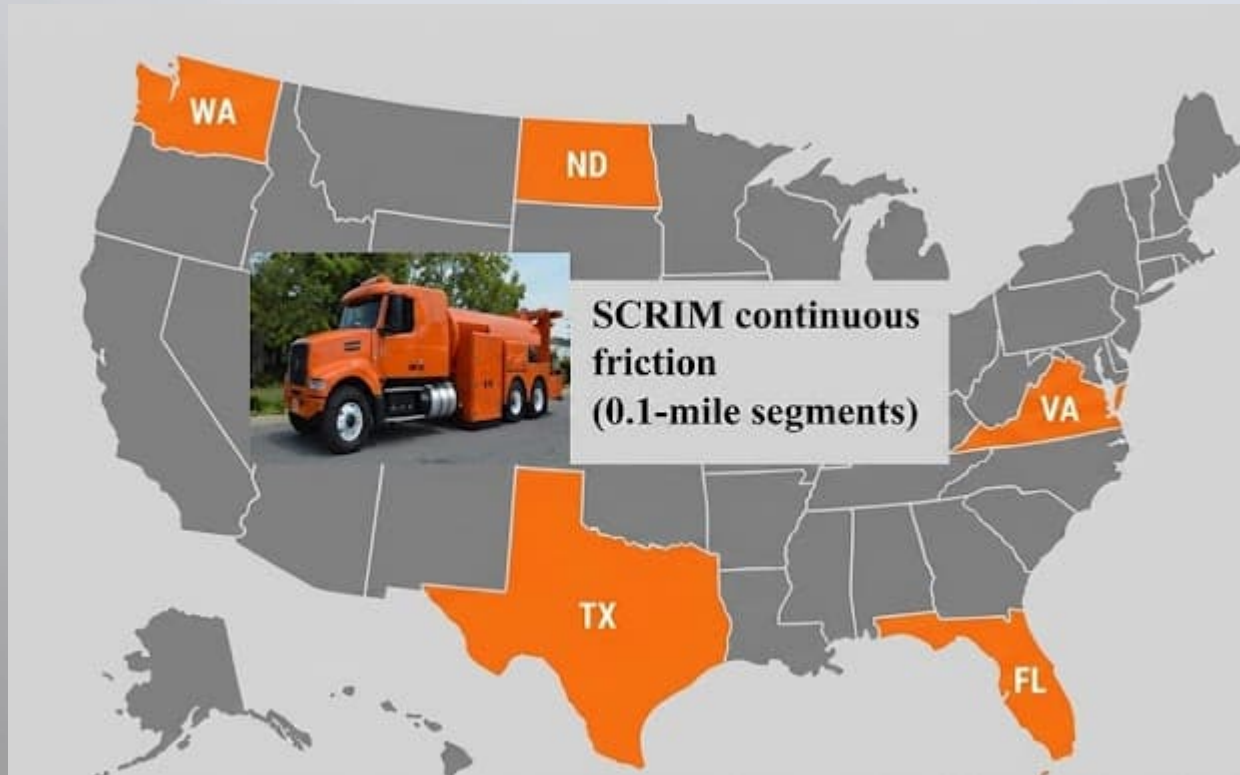 WA
ND
SCRIM continuous
friction
(0.1-mile segments)
VA
TX
FL